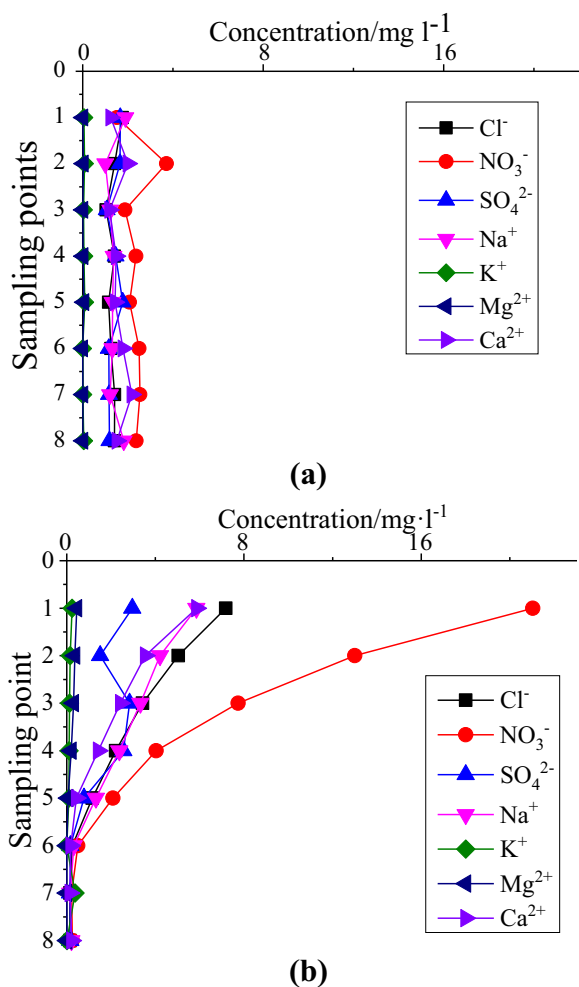 Concentration/mg l⁻¹
0 8 16
0
1
2
3
4
5
6
7
8
Sampling points
Cl⁻
NO₃⁻
SO₄²⁻
Na⁺
K⁺
Mg²⁺
Ca²⁺
(a)
Concentration/mg·l⁻¹
0 8 16
0
1
2
3
4
5
6
7
8
Sampling point
Cl⁻
NO₃⁻
SO₄²⁻
Na⁺
K⁺
Mg²⁺
Ca²⁺
(b)